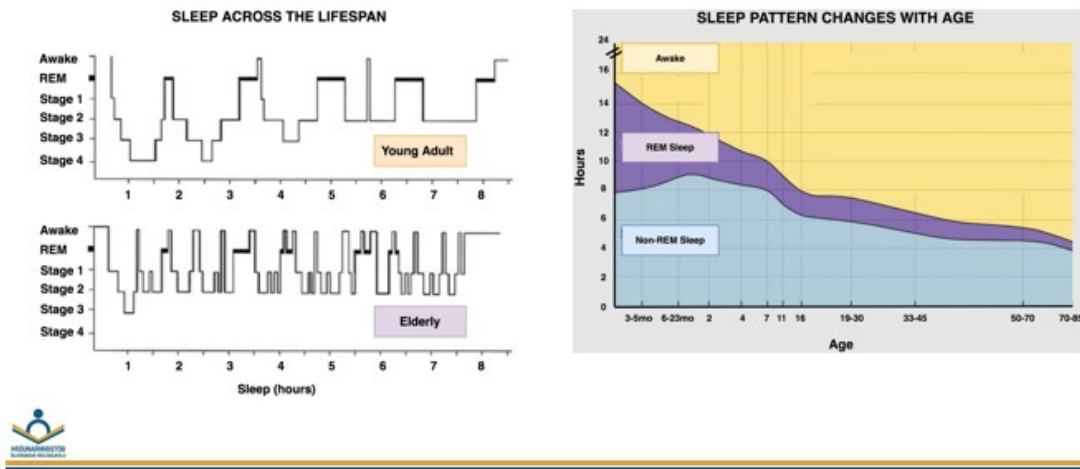 SLEEP ACROSS THE LIFESPAN
Awake
REM
Stage 1
Stage 2
Stage 3
Stage 4
Young Adult
1 2 3 4 5 6 7 8
Awake
REM
Stage 1
Stage 2
Stage 3
Stage 4
Elderly
1 2 3 4 5 6 7 8
Sleep (hours)
SLEEP PATTERN CHANGES WITH AGE
24
16
14
12
10
8
6
4
2
0
Hours
Awake
REM Sleep
Non-REM Sleep
3-5mo 6-23mo 2 4 7 11 16 19-30 33-45 50-70 70-85
Age